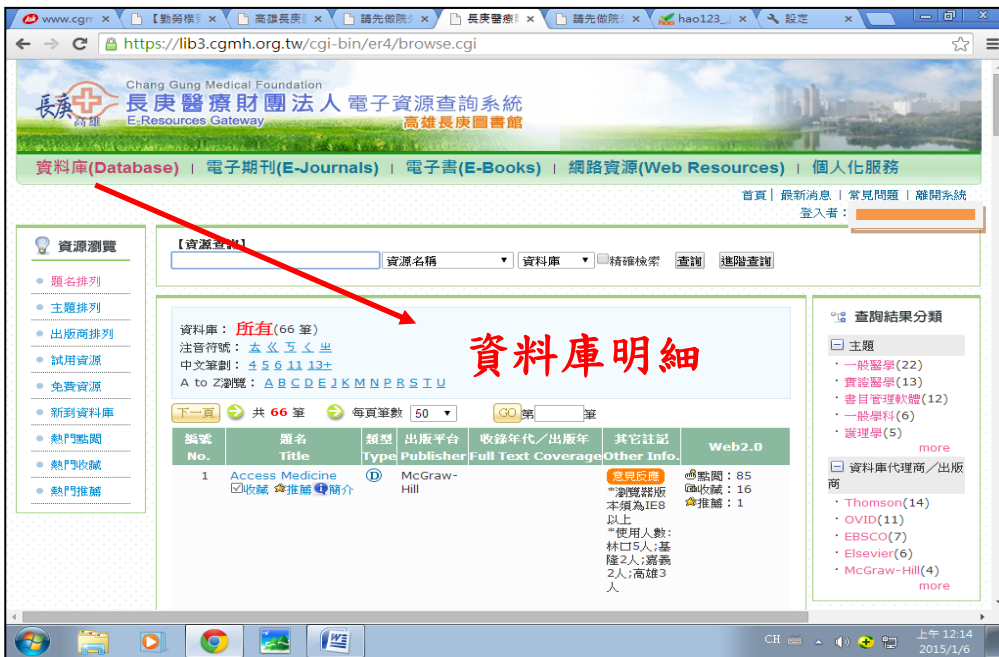 www.cgm
【勤勞樸
高雄長庚
請先做院
長庚醫療
請先做院
hao123_
設定
https://lib3.cgmh.org.tw/cgi-bin/er4/browse.cgi
Chang Gung Medical Foundation
長庚 高雄
長庚醫療財團法人 電子資源查詢系統
E-Resources Gateway
高雄長庚圖書館
資料庫(Database) | 電子期刊(E-Journals) | 電子書(E-Books) | 網路資源(Web Resources) | 個人化服務
首頁 | 最新消息 | 常見問題 | 離開系統
登入者：
資源瀏覽
題名排列
主題排列
出版商排列
試用資源
免費資源
新到資料庫
熱門點閱
熱門收藏
熱門推薦
【資源查詢】
資源名稱 資料庫 精確檢索 查詢 進階查詢
資料庫： 所有(66 筆)
注音符號： ㄊ ㄍ ㄎ ㄑ ㄓ
中文筆劃： 4 5 6 11 13+
A to Z瀏覽： A B C D E J K M N P R S T U
資料庫明細
下一頁 共 66 筆 每頁筆數 50 GO 第 筆
編號 題名 類型 出版平台 收錄年代／出版年 其它註記 Web2.0
No. Title Type Publisher Full Text Coverage Other Info.
1 Access Medicine D McGraw-Hill
收藏 推薦 簡介
意見反應
*瀏覽器版
本須為IE8
以上
*使用人數:
林口5人;基
隆2人;嘉義
2人;高雄3
人
點閱：85
收藏：16
推薦：1
查詢結果分類
主題
一般醫學(22)
實證醫學(13)
書目管理軟體(12)
一般學科(6)
護理學(5)
more
資料庫代理商／出版
商
Thomson(14)
OVID(11)
EBSCO(7)
Elsevier(6)
McGraw-Hill(4)
more
CH
上午 12:14
2015/1/6